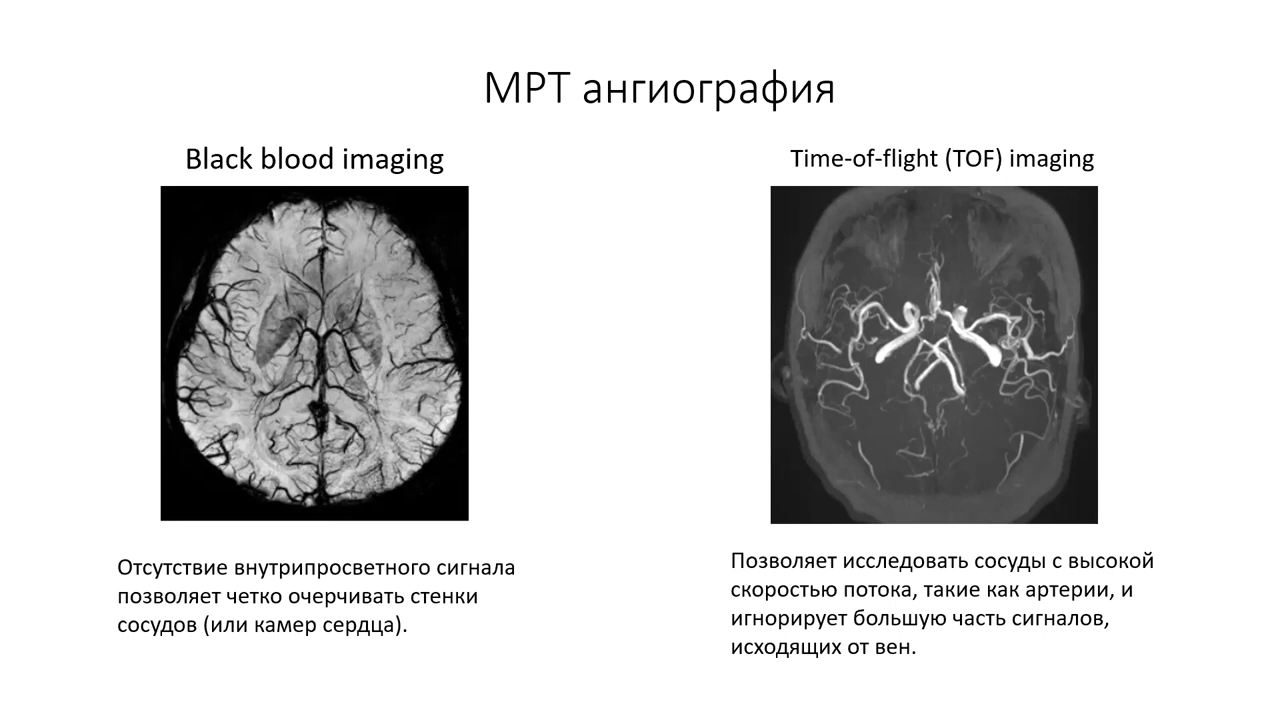 МРТ ангиография
Black blood imaging
Time-of-flight (TOF) imaging
Отсутствие внутрипросветного сигнала
позволяет четко очерчивать стенки
сосудов (или камер сердца).
Позволяет исследовать сосуды с высокой
скоростью потока, такие как артерии, и
игнорирует большую часть сигналов,
исходящих от вен.